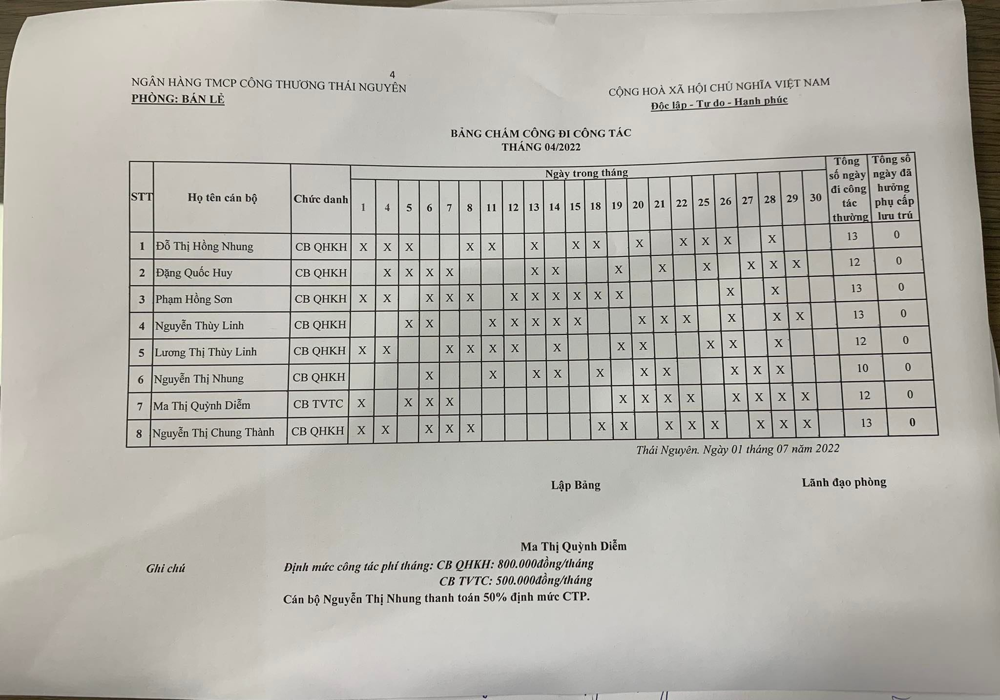 4
NGÂN HÀNG TMCP CÔNG THƯƠNG THÁI NGUYÊN
PHÒNG: BÁN LẺ
CỘNG HOÀ XÃ HỘI CHỦ NGHĨA VIỆT NAM
Độc lập - Tự do - Hạnh phúc
BẢNG CHẤM CÔNG ĐI CÔNG TÁC
THÁNG 04/2022
STT Họ tên cán bộ Chức danh Ngày trong tháng Tổng số ngày đi công tác thường Tổng số ngày đã hưởng phụ cấp lưu trú
1 4 5 6 7 8 11 12 13 14 15 18 19 20 21 22 25 26 27 28 29 30
1 Đỗ Thị Hồng Nhung CB QHKH X X X X X X X X X X X X X 13 0
2 Đặng Quốc Huy CB QHKH X X X X X X X X X X X X 12 0
3 Phạm Hồng Sơn CB QHKH X X X X X X X X X X X X X 13 0
4 Nguyễn Thùy Linh CB QHKH X X X X X X X X X X X X X 13 0
5 Lương Thị Thùy Linh CB QHKH X X X X X X X X X X X X 12 0
6 Nguyễn Thị Nhung CB QHKH X X X X X X X X X X 10 0
7 Ma Thị Quỳnh Diễm CB TVTC X X X X X X X X X X X X 12 0
8 Nguyễn Thị Chung Thành CB QHKH X X X X X X X X X X X X X 13 0
Thái Nguyên. Ngày 01 tháng 07 năm 2022
Lập Bảng Lãnh đạo phòng
Ma Thị Quỳnh Diễm
Ghi chú Định mức công tác phí tháng: CB QHKH: 800.000đồng/tháng
CB TVTC: 500.000đồng/tháng
Cán bộ Nguyễn Thị Nhung thanh toán 50% định mức CTP.